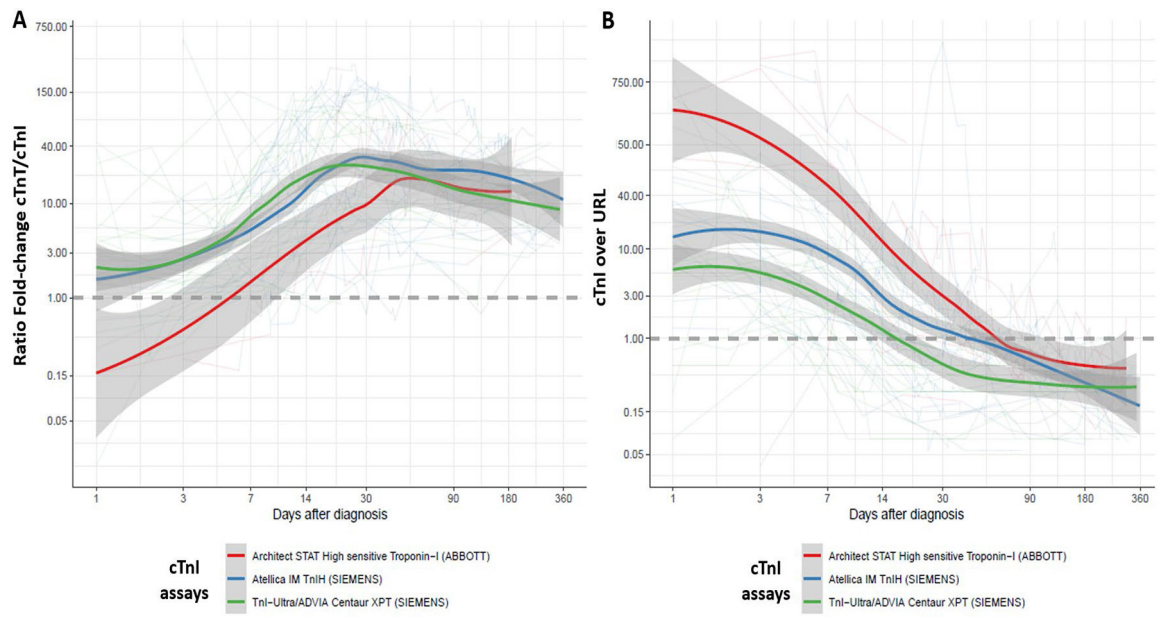 A
Ratio Fold-change cTnT/cTnI
750.00
150.00
40.00
10.00
3.00
1.00
0.15
0.05
1 3 7 14 30 90 180 360
Days after diagnosis
cTnI
assays
Architect STAT High sensitive Troponin-I (ABBOTT)
Atellica IM TnIH (SIEMENS)
TnI-Ultra/ADVIA Centaur XPT (SIEMENS)
B
cTnI over URL
750.00
50.00
40.00
10.00
3.00
1.00
0.15
0.05
1 3 7 14 30 90 180 360
Days after diagnosis
cTnI
assays
Architect STAT High sensitive Troponin-I (ABBOTT)
Atellica IM TnIH (SIEMENS)
TnI-Ultra/ADVIA Centaur XPT (SIEMENS)